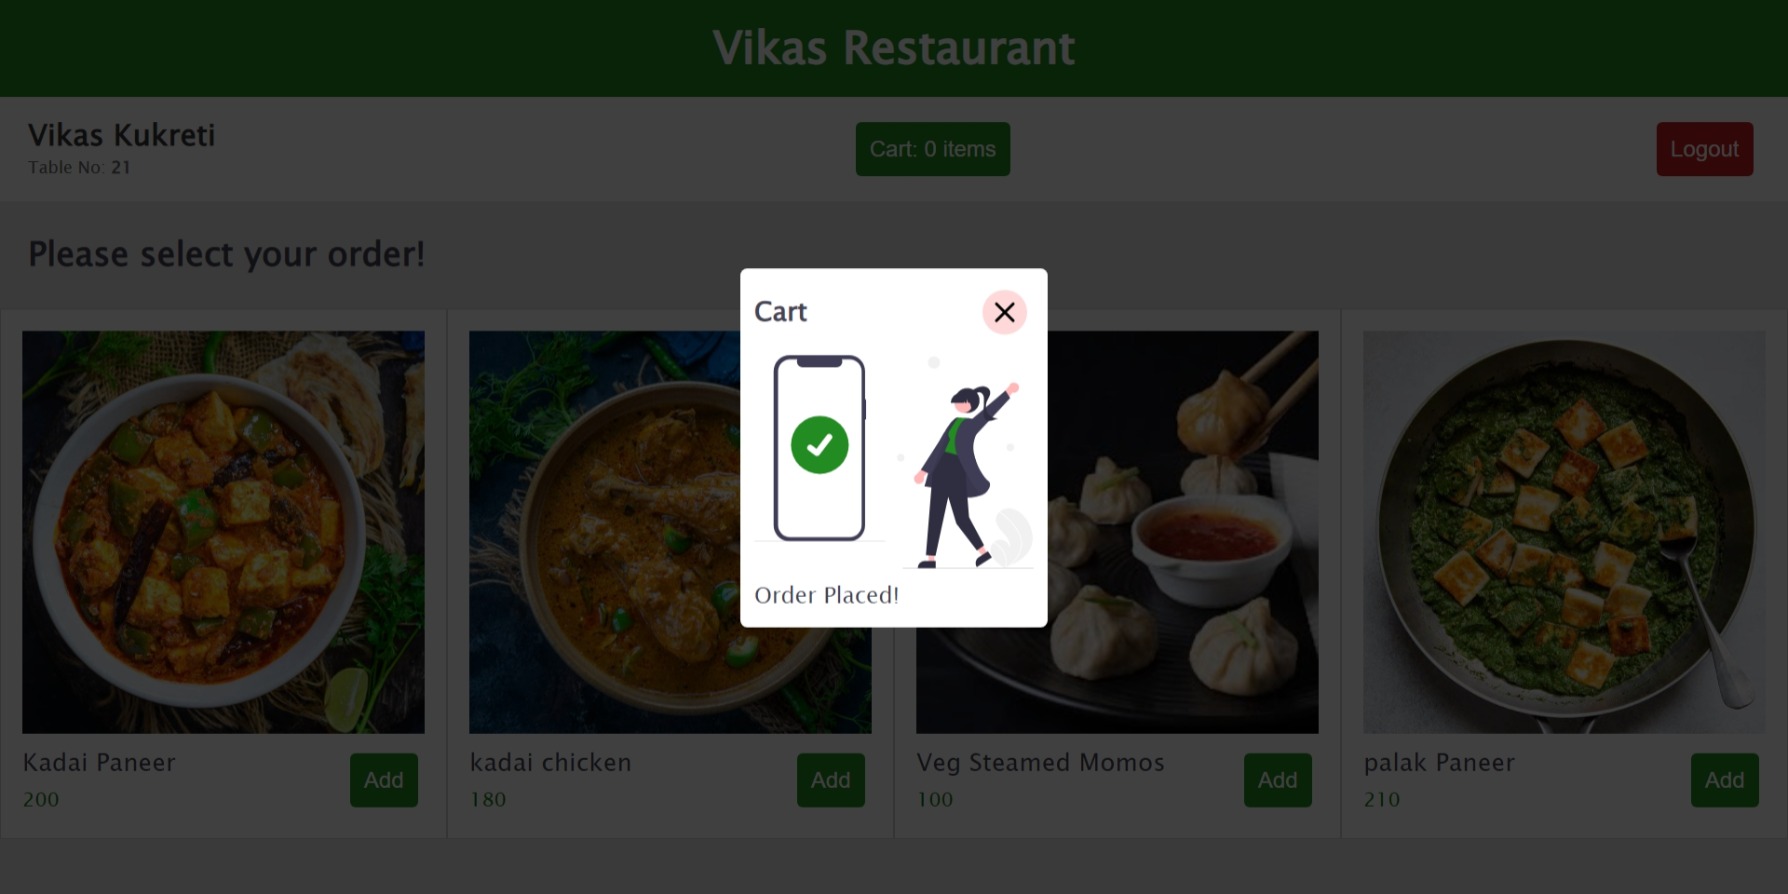 Vikas Restaurant
Vikas Kukreti
Table No: 21
Cart: 0 items
Logout
Please select your order!
Cart
Order Placed!
Kadai Paneer
200
Add
kadai chicken
180
Add
Veg Steamed Momos
100
Add
palak Paneer
210
Add